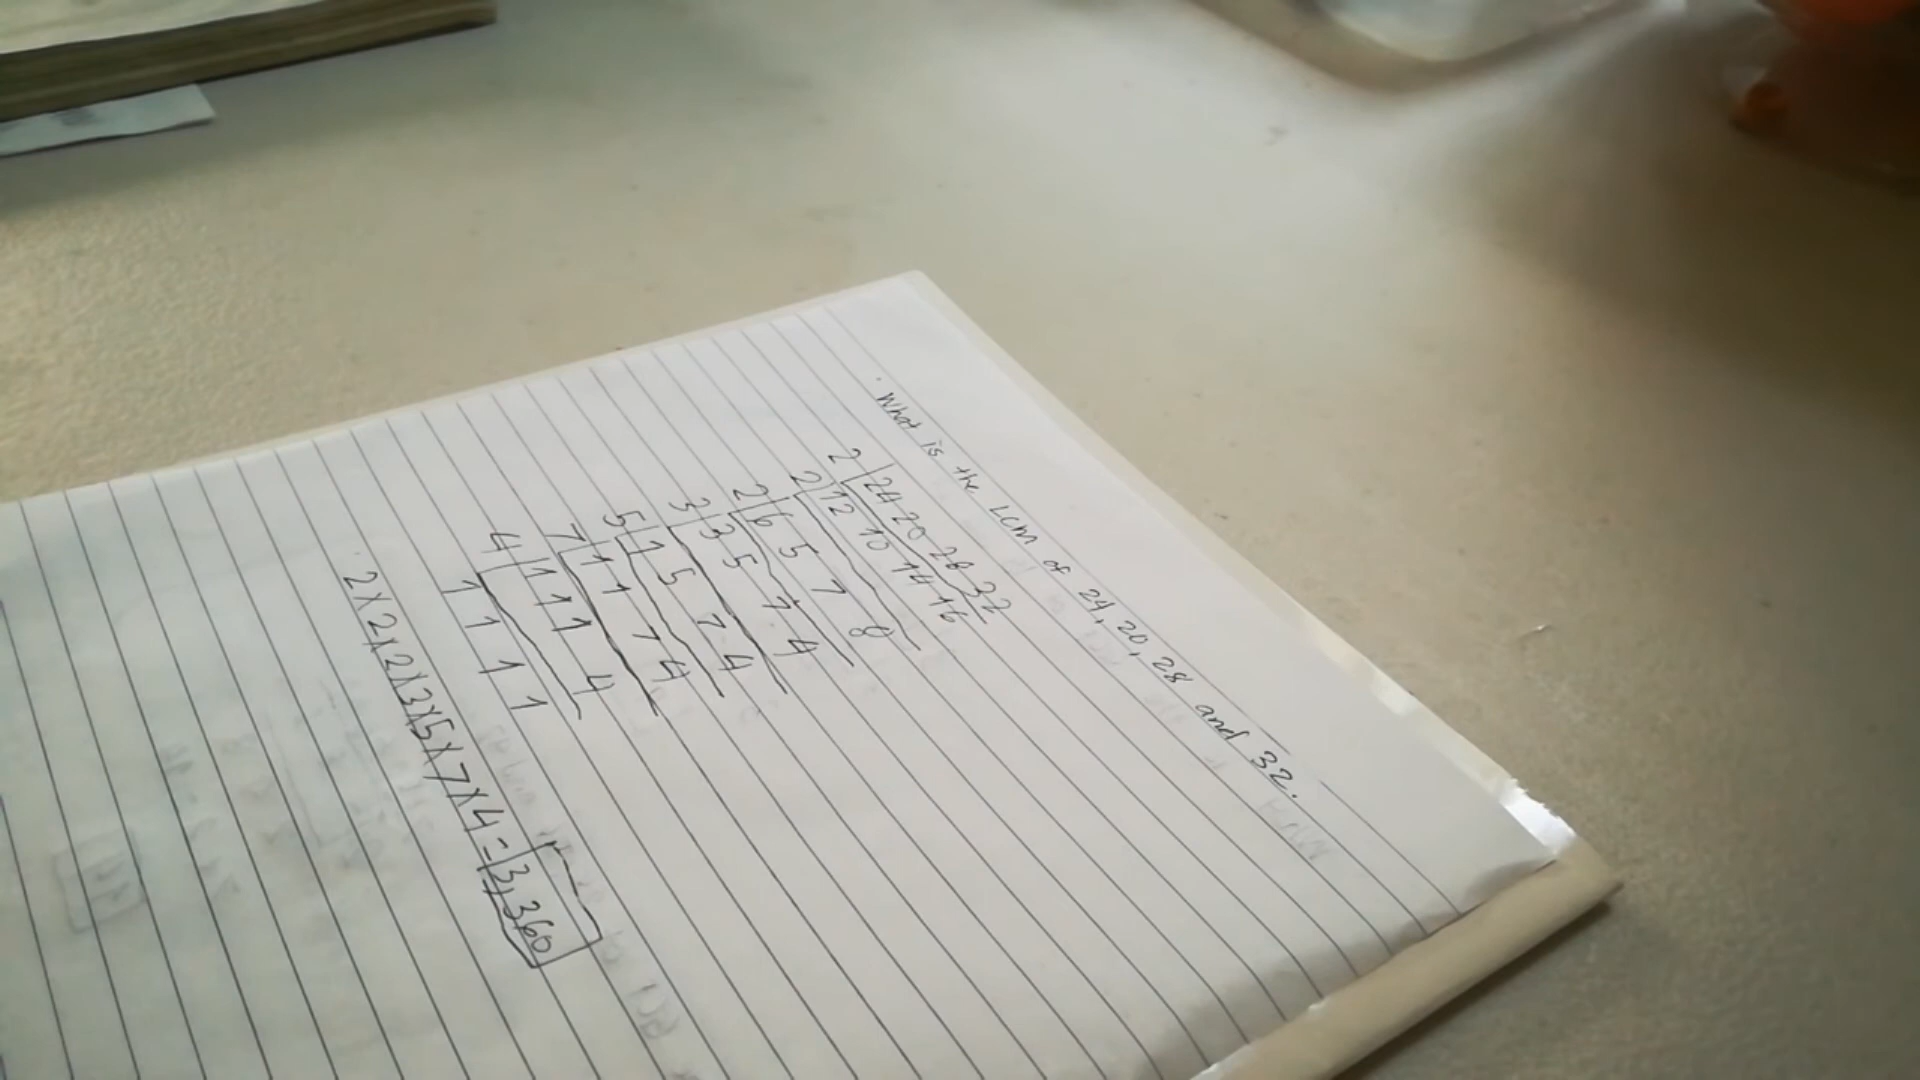 What is the LCM of 24, 20, 28 and 32.
2 24 20 28 32
2 12 10 14 16
2 6 5 7 8
3 3 5 7 4
5 1 5 7 4
7 1 1 7 4
4 1 1 1 4
1 1 1 1
2x2x2x3x5x7x4=3,360